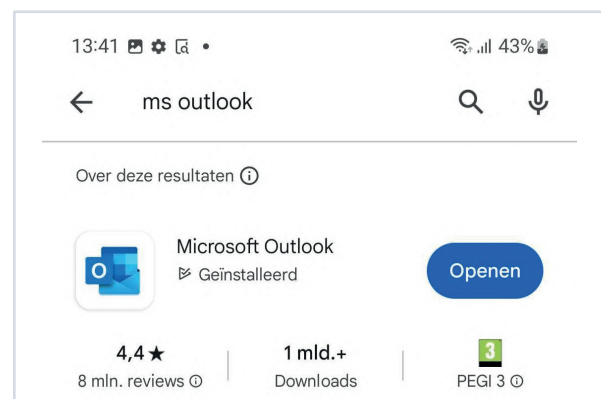 13:41 43%
ms outlook
Over deze resultaten
Microsoft Outlook
Geïnstalleerd
Openen
4,4★ 1 mld.+ 3
8 mln. reviews Downloads PEGI 3